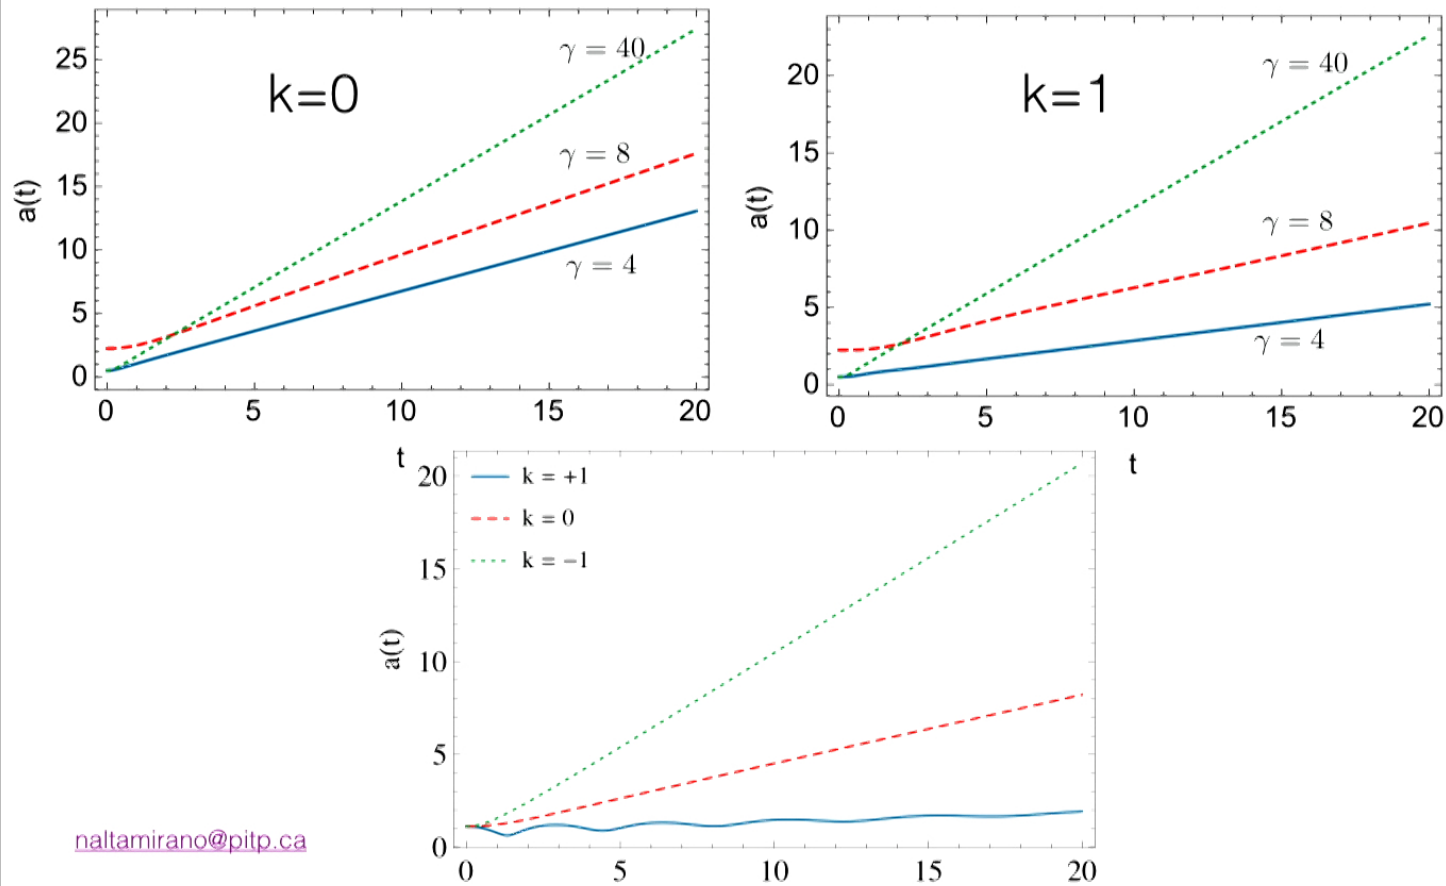 25
20
15
10
5
0
a(t)
k=0
γ = 40
γ = 8
γ = 4
0 5 10 15 20
t
20
15
10
5
0
a(t)
k=1
γ = 40
γ = 8
γ = 4
0 5 10 15 20
t
20
15
10
5
0
a(t)
k = +1
k = 0
k = −1
0 5 10 15 20
naltamirano@pitp.ca